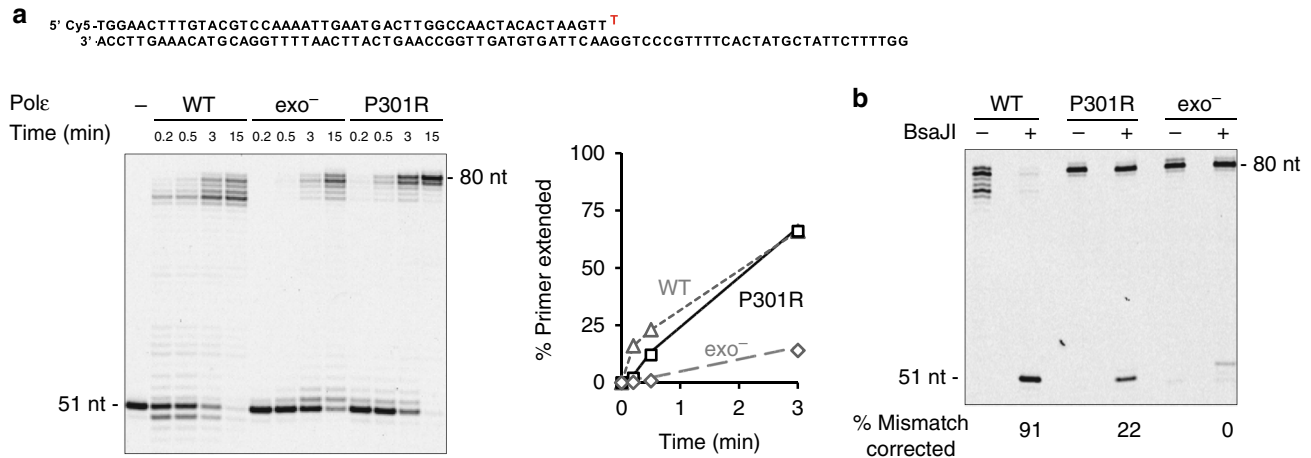 a
T
5' Cy5-TGGAACTTTGTACGTCCAAAATTGAATGACTTGGCCAACTACACTAAGTT
3'-ACCTTGAAACATGCAGGTTTTAACTTACTGAACCGGTTGATGTGATTCAAGGTCCCGTTTTCACTATGCTATTCTTTTGG
Polε – WT exo⁻ P301R
Time (min) 0.2 0.5 3 15 0.2 0.5 3 15 0.2 0.5 3 15
- 80 nt
51 nt -
% Primer extended
100
75
50
25
0
WT
P301R
exo⁻
0 1 2 3
Time (min)
b
WT P301R exo⁻
BsaJI – + – + – +
- 80 nt
51 nt -
% Mismatch
corrected 91 22 0